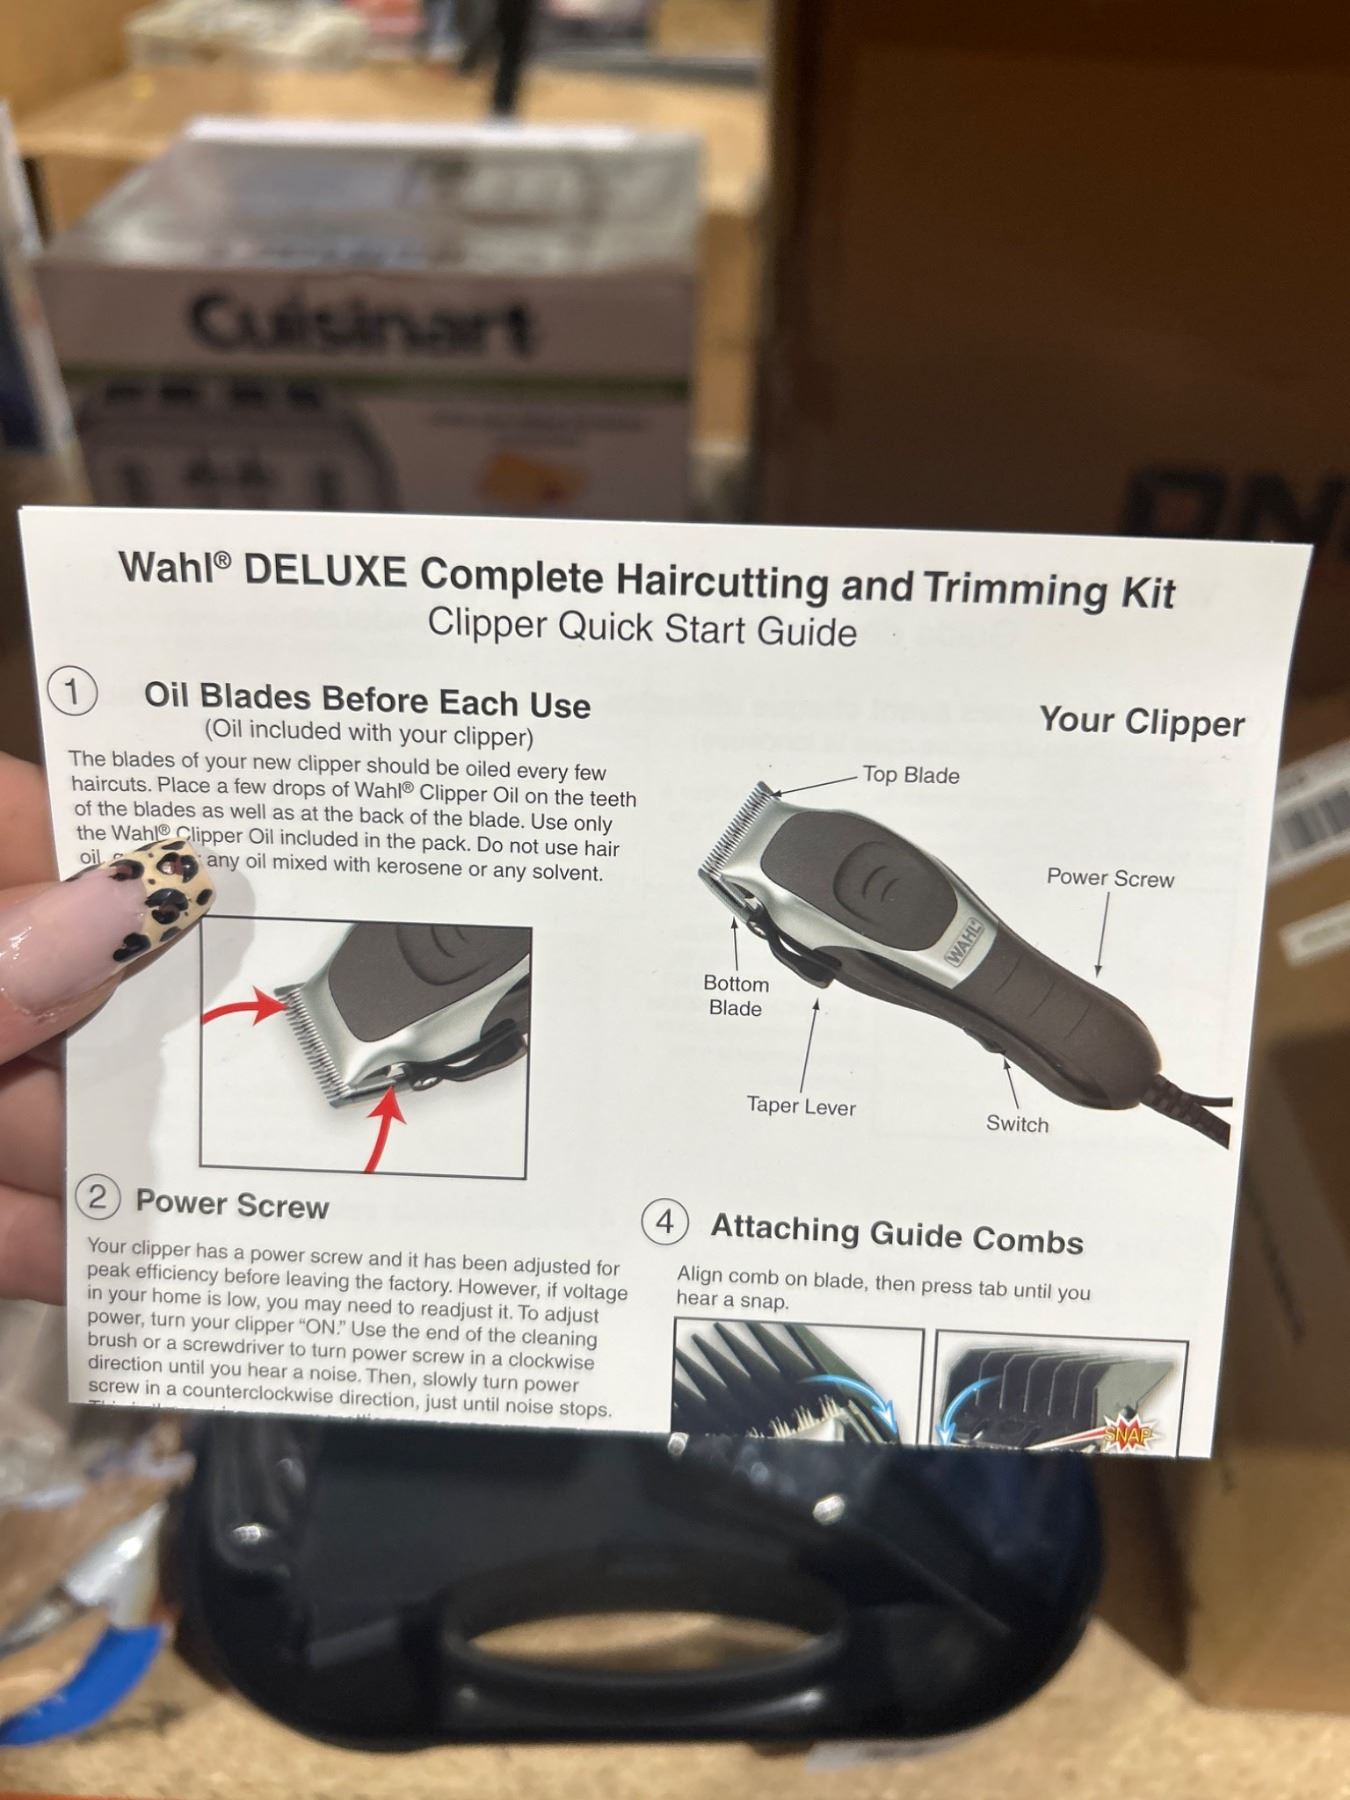 Cuisinart
Wahl® DELUXE Complete Haircutting and Trimming Kit
Clipper Quick Start Guide
1 Oil Blades Before Each Use
(Oil included with your clipper)
The blades of your new clipper should be oiled every few
haircuts. Place a few drops of Wahl® Clipper Oil on the teeth
of the blades as well as at the back of the blade. Use only
the Wahl® Clipper Oil included in the pack. Do not use hair
oil, any oil mixed with kerosene or any solvent.
2 Power Screw
Your clipper has a power screw and it has been adjusted for
peak efficiency before leaving the factory. However, if voltage
in your home is low, you may need to readjust it. To adjust
power, turn your clipper “ON.” Use the end of the cleaning
brush or a screwdriver to turn power screw in a clockwise
direction until you hear a noise. Then, slowly turn power
screw in a counterclockwise direction, just until noise stops.
Your Clipper
Top Blade
Power Screw
WAHL
Bottom
Blade
Taper Lever
Switch
4 Attaching Guide Combs
Align comb on blade, then press tab until you
hear a snap.
SNAP